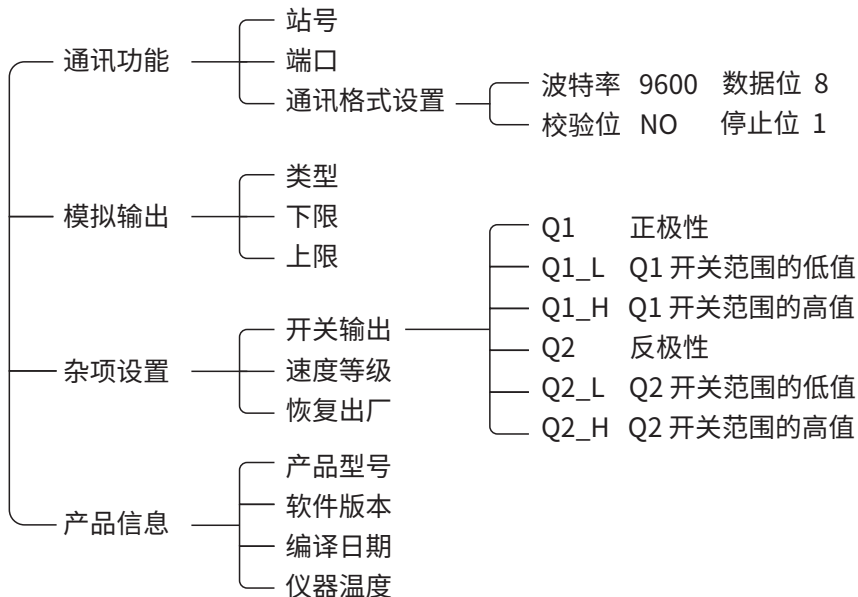 通讯功能
站号
端口
通讯格式设置
波特率 9600 数据位 8
校验位 NO 停止位 1
模拟输出
类型
下限
上限
杂项设置
开关输出
速度等级
恢复出厂
Q1 正极性
Q1_L Q1 开关范围的低值
Q1_H Q1 开关范围的高值
Q2 反极性
Q2_L Q2 开关范围的低值
Q2_H Q2 开关范围的高值
产品信息
产品型号
软件版本
编译日期
仪器温度